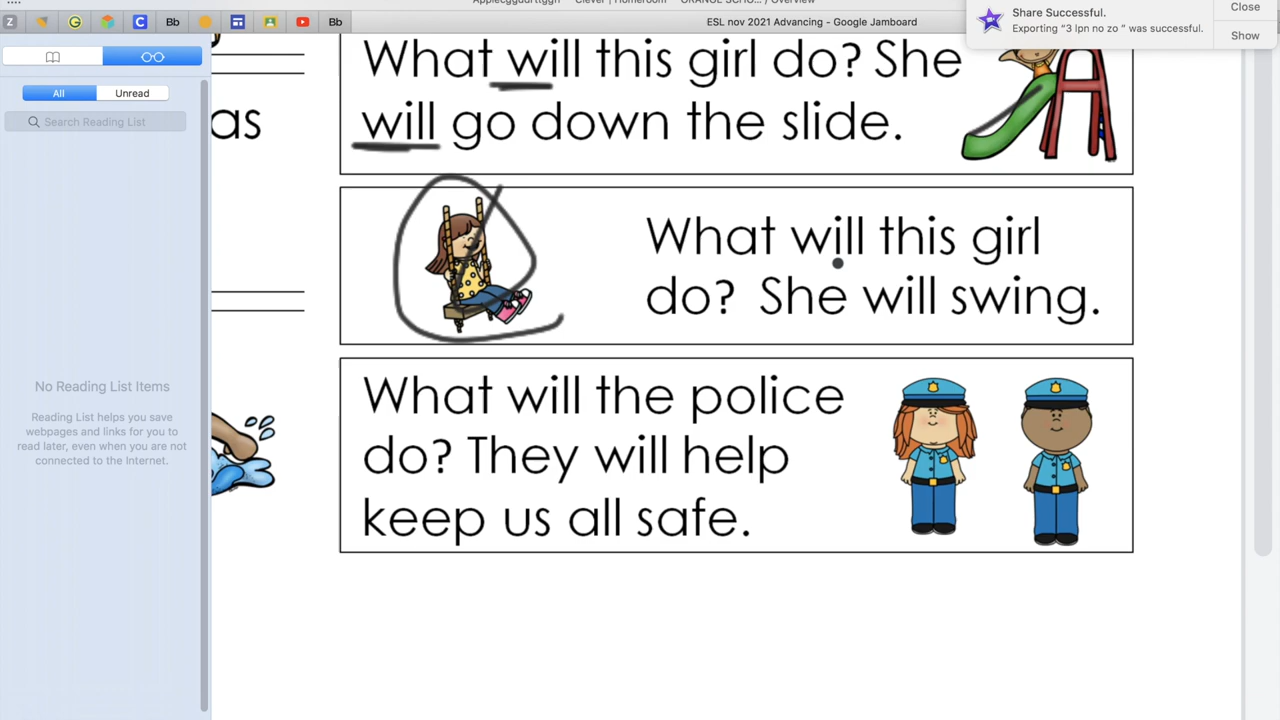 ESL nov 2021 Advancing - Google Jamboard
Share Successful.
Exporting “3 lpn no zo ” was successful.
Close
Show
Z
G
C
Bb
Bb
All
Unread
Search Reading List
No Reading List Items
Reading List helps you save
webpages and links for you to
read later, even when you are not
connected to the Internet.
as
What will this girl do? She
will go down the slide.
What will this girl
do? She will swing.
What will the police
do? They will help
keep us all safe.